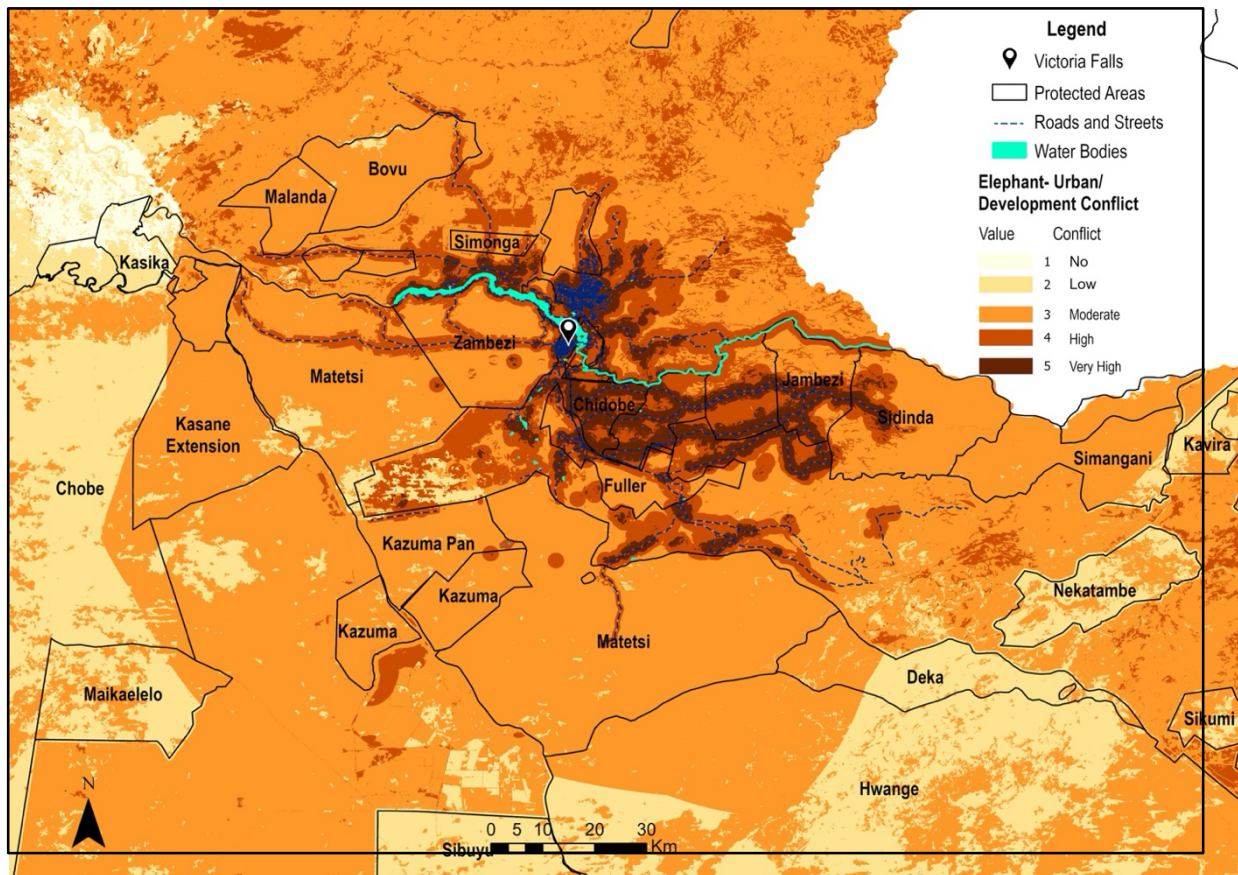 Legend
Victoria Falls
Protected Areas
Roads and Streets
Water Bodies
Elephant- Urban/
Development Conflict
Value Conflict
1 No
2 Low
3 Moderate
4 High
5 Very High
Bovu
Malanda
Simonga
Kasika
Zambezi
Matetsi
Jambezi
Chidobe
Sidinda
Kasane
Extension
Kavira
Simangani
Chobe
Fuller
Kazuma Pan
Kazuma
Nekatambe
Kazuma
Matetsi
Deka
Maikaelelo
Sikumi
Hwange
N
0 5 10 20 30
Km
Sibuyu